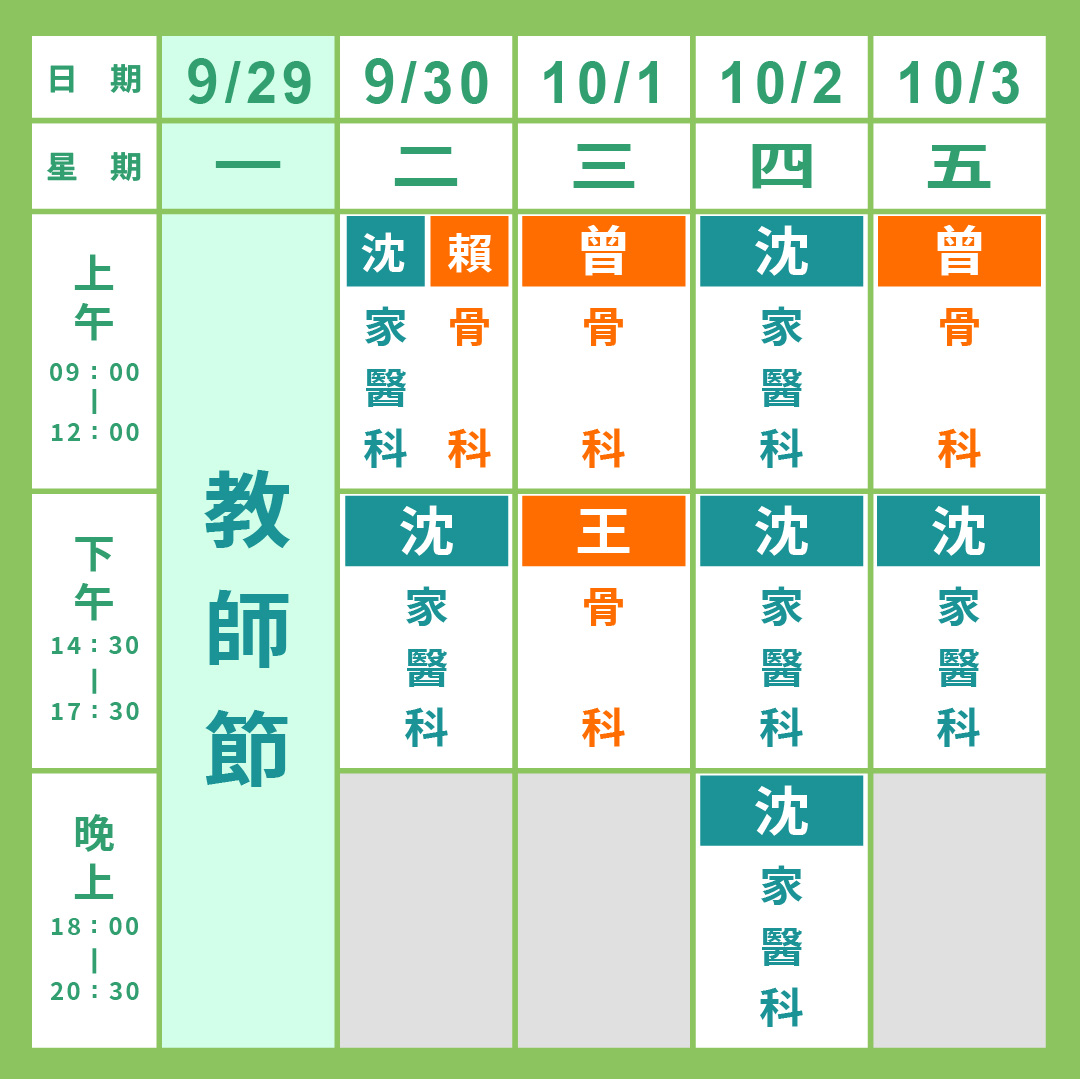 日 期 9/29 9/30 10/1 10/2 10/3
星 期 一 二 三 四 五
上午
09：00
|
12：00
沈 賴 曾 沈 曾
家醫科 骨科 骨科 家醫科 骨科
教師節
下午
14：30
|
17：30
沈 王 沈 沈
家醫科 骨科 家醫科 家醫科
晚上
18：00
|
20：30
沈
家醫科